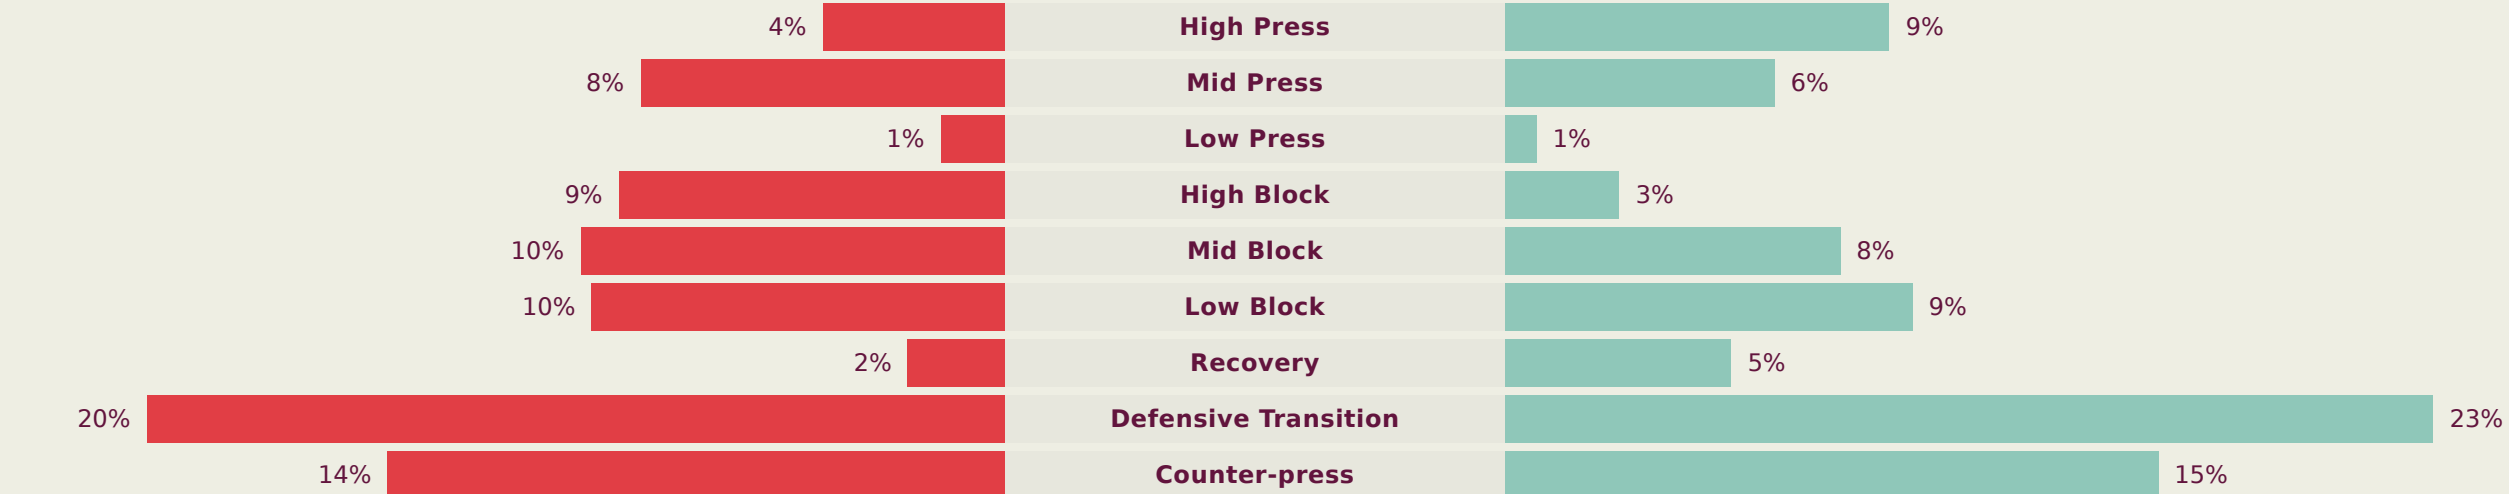 4% High Press 9%
8% Mid Press 6%
1% Low Press 1%
9% High Block 3%
10% Mid Block 8%
10% Low Block 9%
2% Recovery 5%
20% Defensive Transition 23%
14% Counter-press 15%